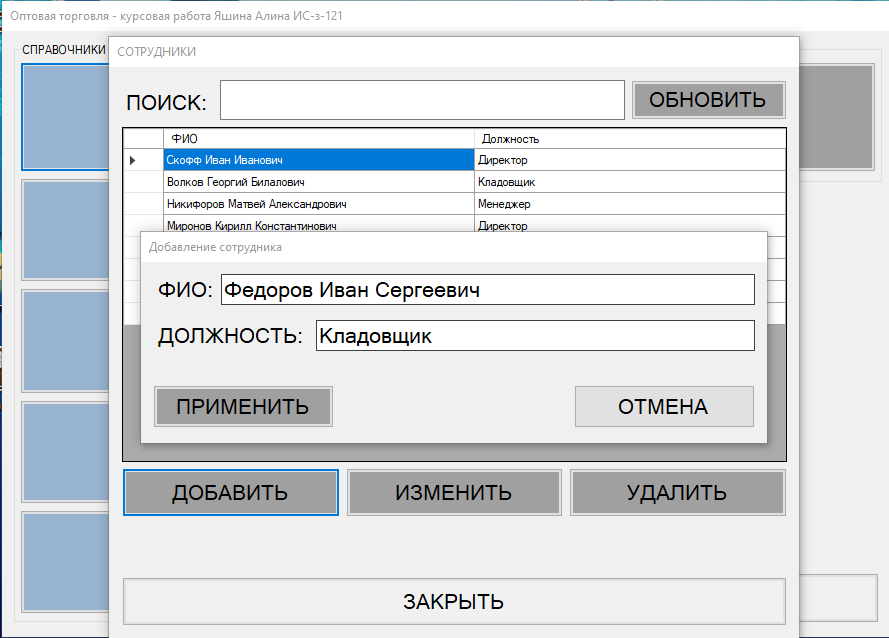 Оптовая торговля - курсовая работа Яшина Алина ИС-з-121
СПРАВОЧНИКИ
СОТРУДНИКИ
ПОИСК:
ОБНОВИТЬ
ФИО Должность
Скофф Иван Иванович Директор
Волков Георгий Билалович Кладовщик
Никифоров Матвей Александрович Менеджер
Миронов Кирилл Константинович Директор
Добавление сотрудника
ФИО: Федоров Иван Сергеевич
ДОЛЖНОСТЬ: Кладовщик
ПРИМЕНИТЬ ОТМЕНА
ДОБАВИТЬ ИЗМЕНИТЬ УДАЛИТЬ
ЗАКРЫТЬ